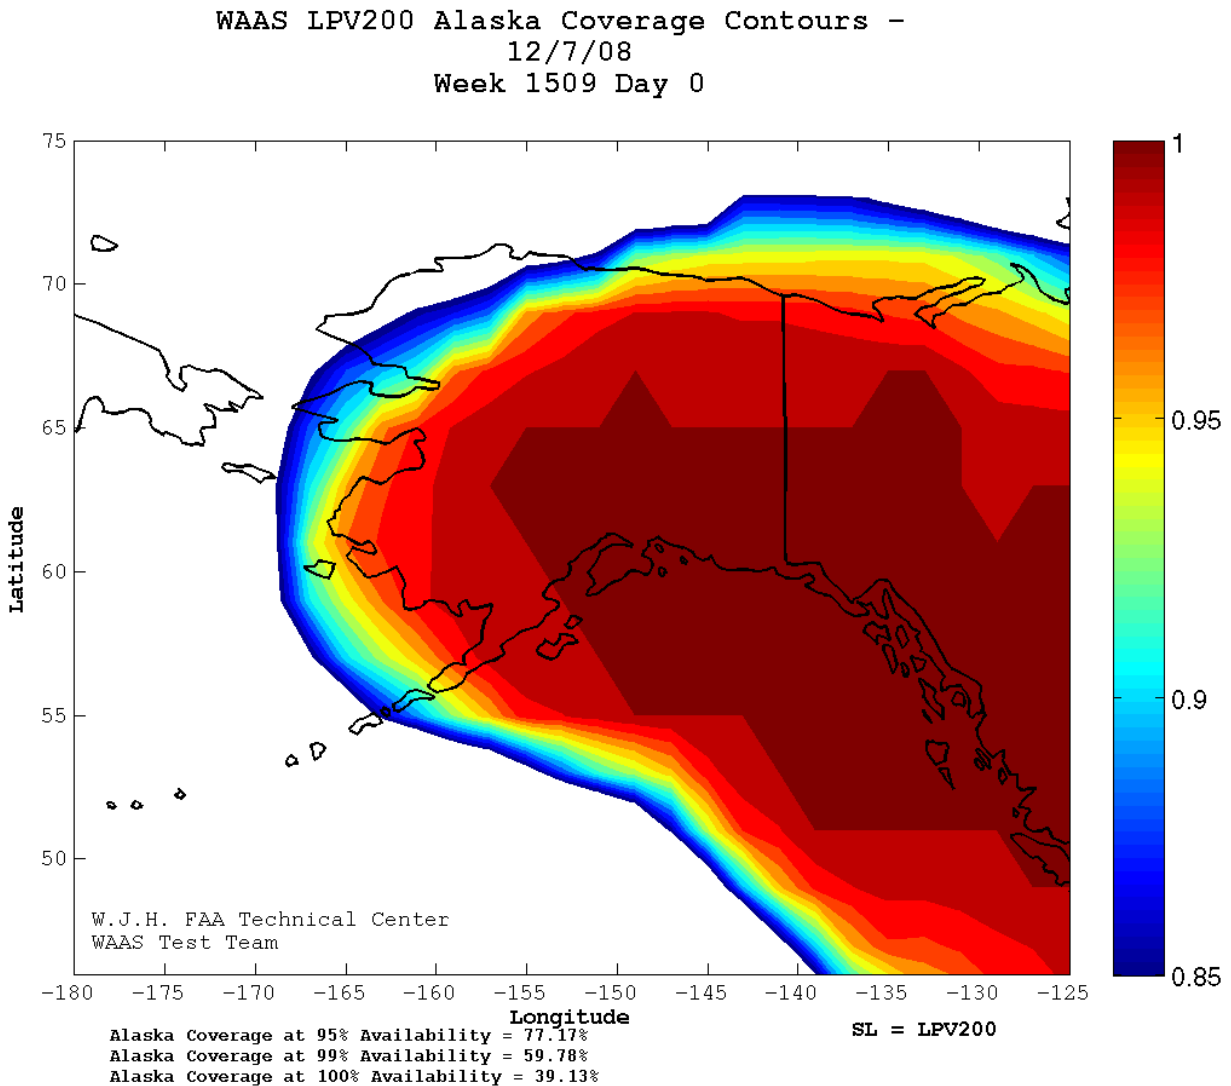 WAAS LPV200 Alaska Coverage Contours -
12/7/08
Week 1509 Day 0
75
70
65
60
55
50
Latitude
1
0.95
0.9
0.85
W.J.H. FAA Technical Center
WAAS Test Team
-180 -175 -170 -165 -160 -155 -150 -145 -140 -135 -130 -125
Longitude
SL = LPV200
Alaska Coverage at 95% Availability = 77.17%
Alaska Coverage at 99% Availability = 59.78%
Alaska Coverage at 100% Availability = 39.13%